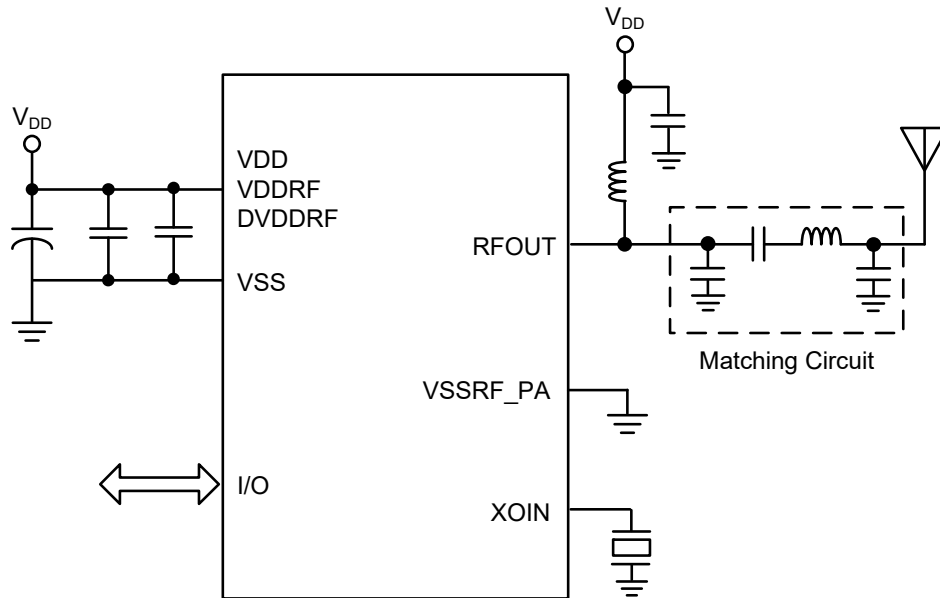 V_DD
V_DD
VDD
VDDRF
DVDDRF
RFOUT
VSS
Matching Circuit
VSSRF_PA
I/O
XOIN